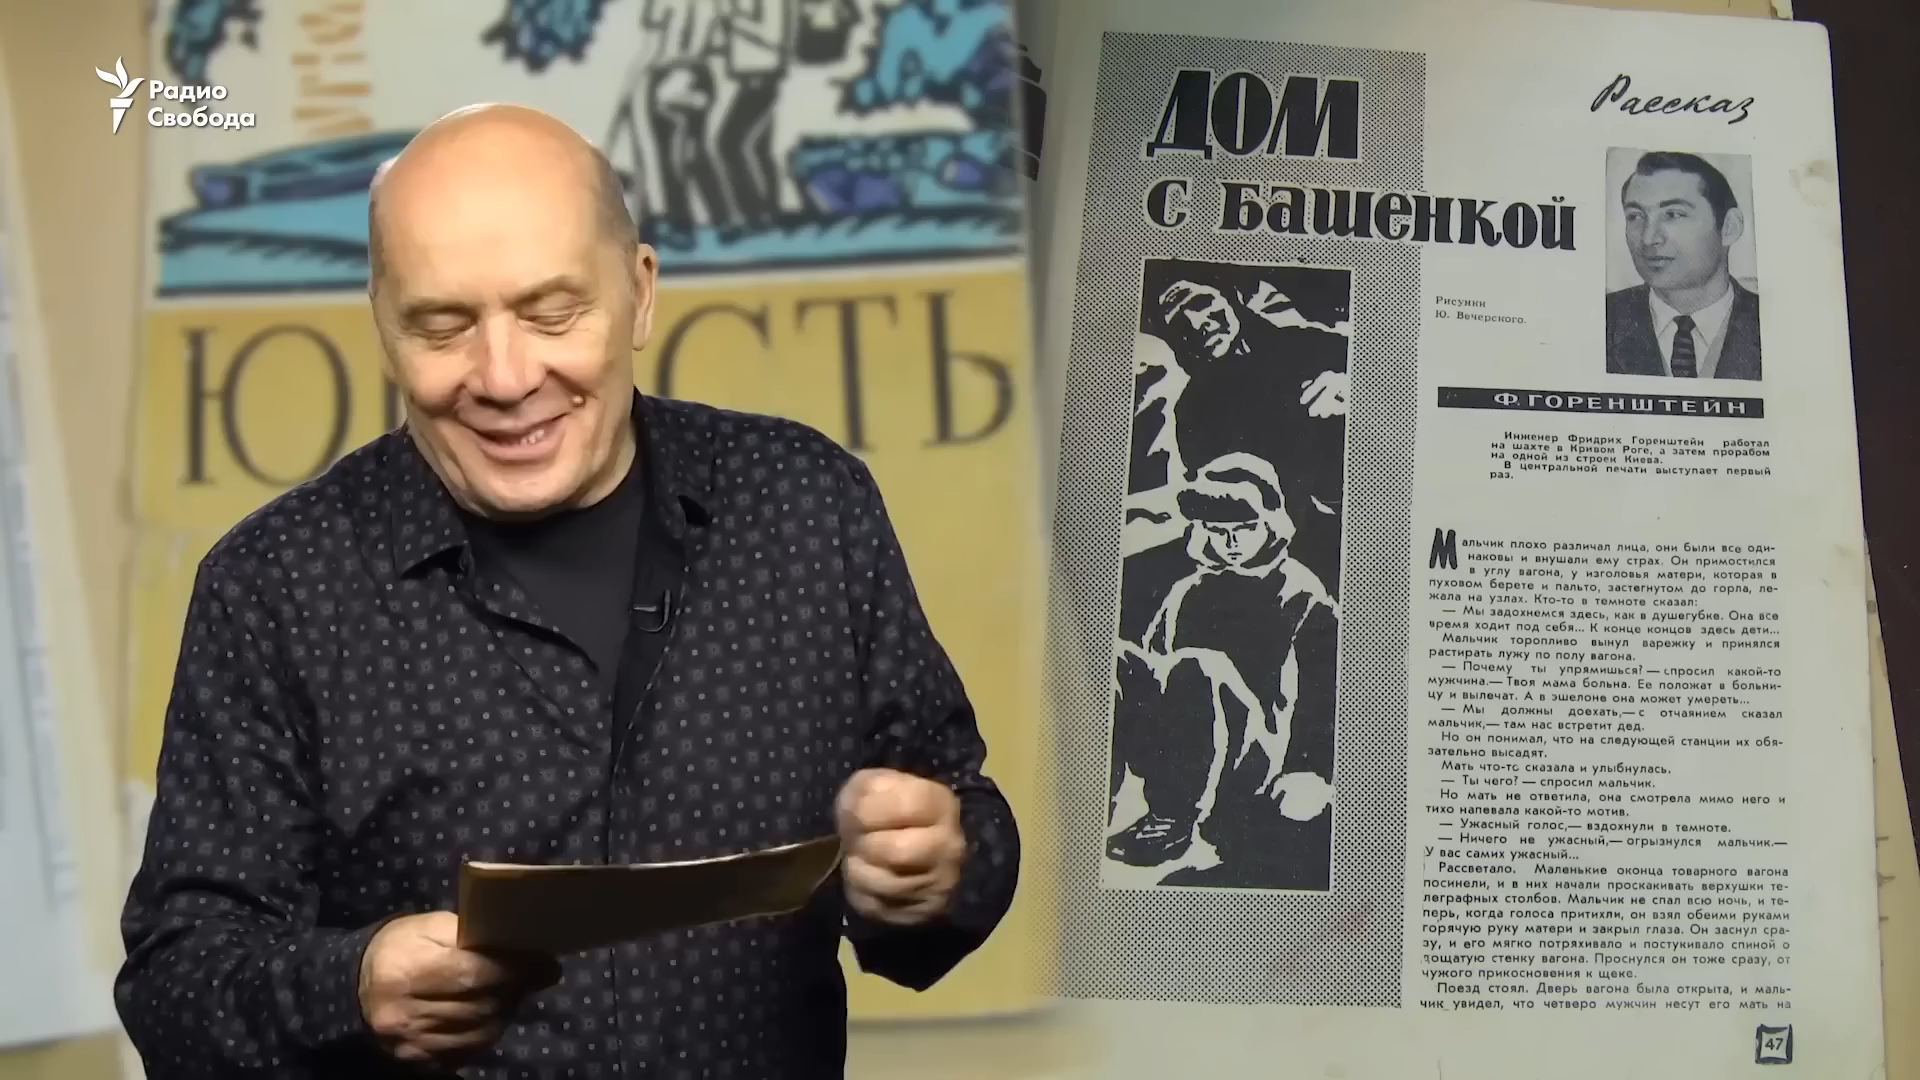 Радио
Свобода
ЮНОСТЬ
ДОМ
С БАШЕНКОЙ
Рассказ
Рисунки
Ю. Вечерского.
Ф. ГОРЕНШТЕЙН
Инженер Фридрих Горенштейн работал
на шахте в Кривом Роге, а затем прорабом
на одной из строек Киева.
В центральной печати выступает первый
раз.
Мальчик плохо различал лица, они были все оди-
наковы и внушали ему страх. Он примостился
в углу вагона, у изголовья матери, которая в
пуховом берете и пальто, застегнутом до горла, ле-
жала на узлах. Кто-то в темноте сказал:
— Мы задохнемся здесь, как в душегубке. Она все
время ходит под себя... К конце концов здесь дети...
Мальчик торопливо вынул варежку и принялся
растирать лужу по полу вагона.
— Почему ты упрямишься? — спросил какой-то
мужчина.— Твоя мама больна. Ее положат в больни-
цу и вылечат. А в эшелоне она может умереть...
— Мы должны доехать,— с отчаянием сказал
мальчик,— там нас встретит дед.
Но он понимал, что на следующей станции их обя-
зательно высадят.
Мать что-то сказала и улыбнулась.
— Ты чего? — спросил мальчик.
Но мать не ответила, она смотрела мимо него и
тихо напевала какой-то мотив.
— Ужасный голос,— вздохнули в темноте.
— Ничего не ужасный,— огрызнулся мальчик.—
У вас самих ужасный...
Рассветало. Маленькие оконца товарного вагона
посинели, и в них начали проскакивать верхушки те-
леграфных столбов. Мальчик не спал всю ночь, и те-
перь, когда голоса притихли, он взял обеими руками
горячую руку матери и закрыл глаза. Он заснул сра-
зу, и его мягко потряхивало и постукивало спиной о
дощатую стенку вагона. Проснулся он тоже сразу, от
чужого прикосновения к щеке.
Поезд стоял. Дверь вагона была открыта, и маль-
чик увидел, что четверо мужчин несут его мать на
47